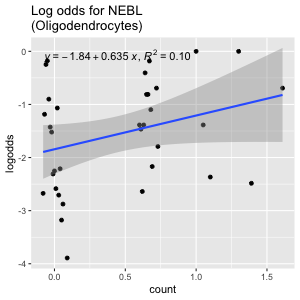 Log odds for NEBL
(Oligodendrocytes)
y = −1.84 + 0.635 x, R² = 0.10
0
-1
-2
-3
-4
logodds
0.0 0.5 1.0 1.5
count